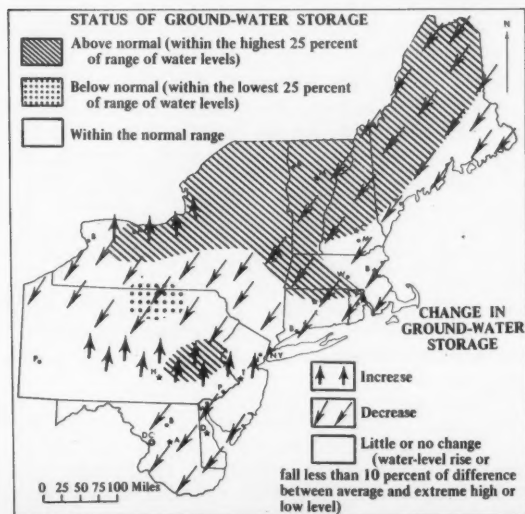 STATUS OF GROUND-WATER STORAGE
Above normal (within the highest 25 percent
of range of water levels)
Below normal (within the lowest 25 percent
of range of water levels)
Within the normal range
N
CHANGE IN
GROUND-WATER
STORAGE
Increase
Decrease
Little or no change
(water-level rise or
fall less than 10 percent of difference
between average and extreme high or
low level)
NY
DC
0 25 50 75 100 Miles